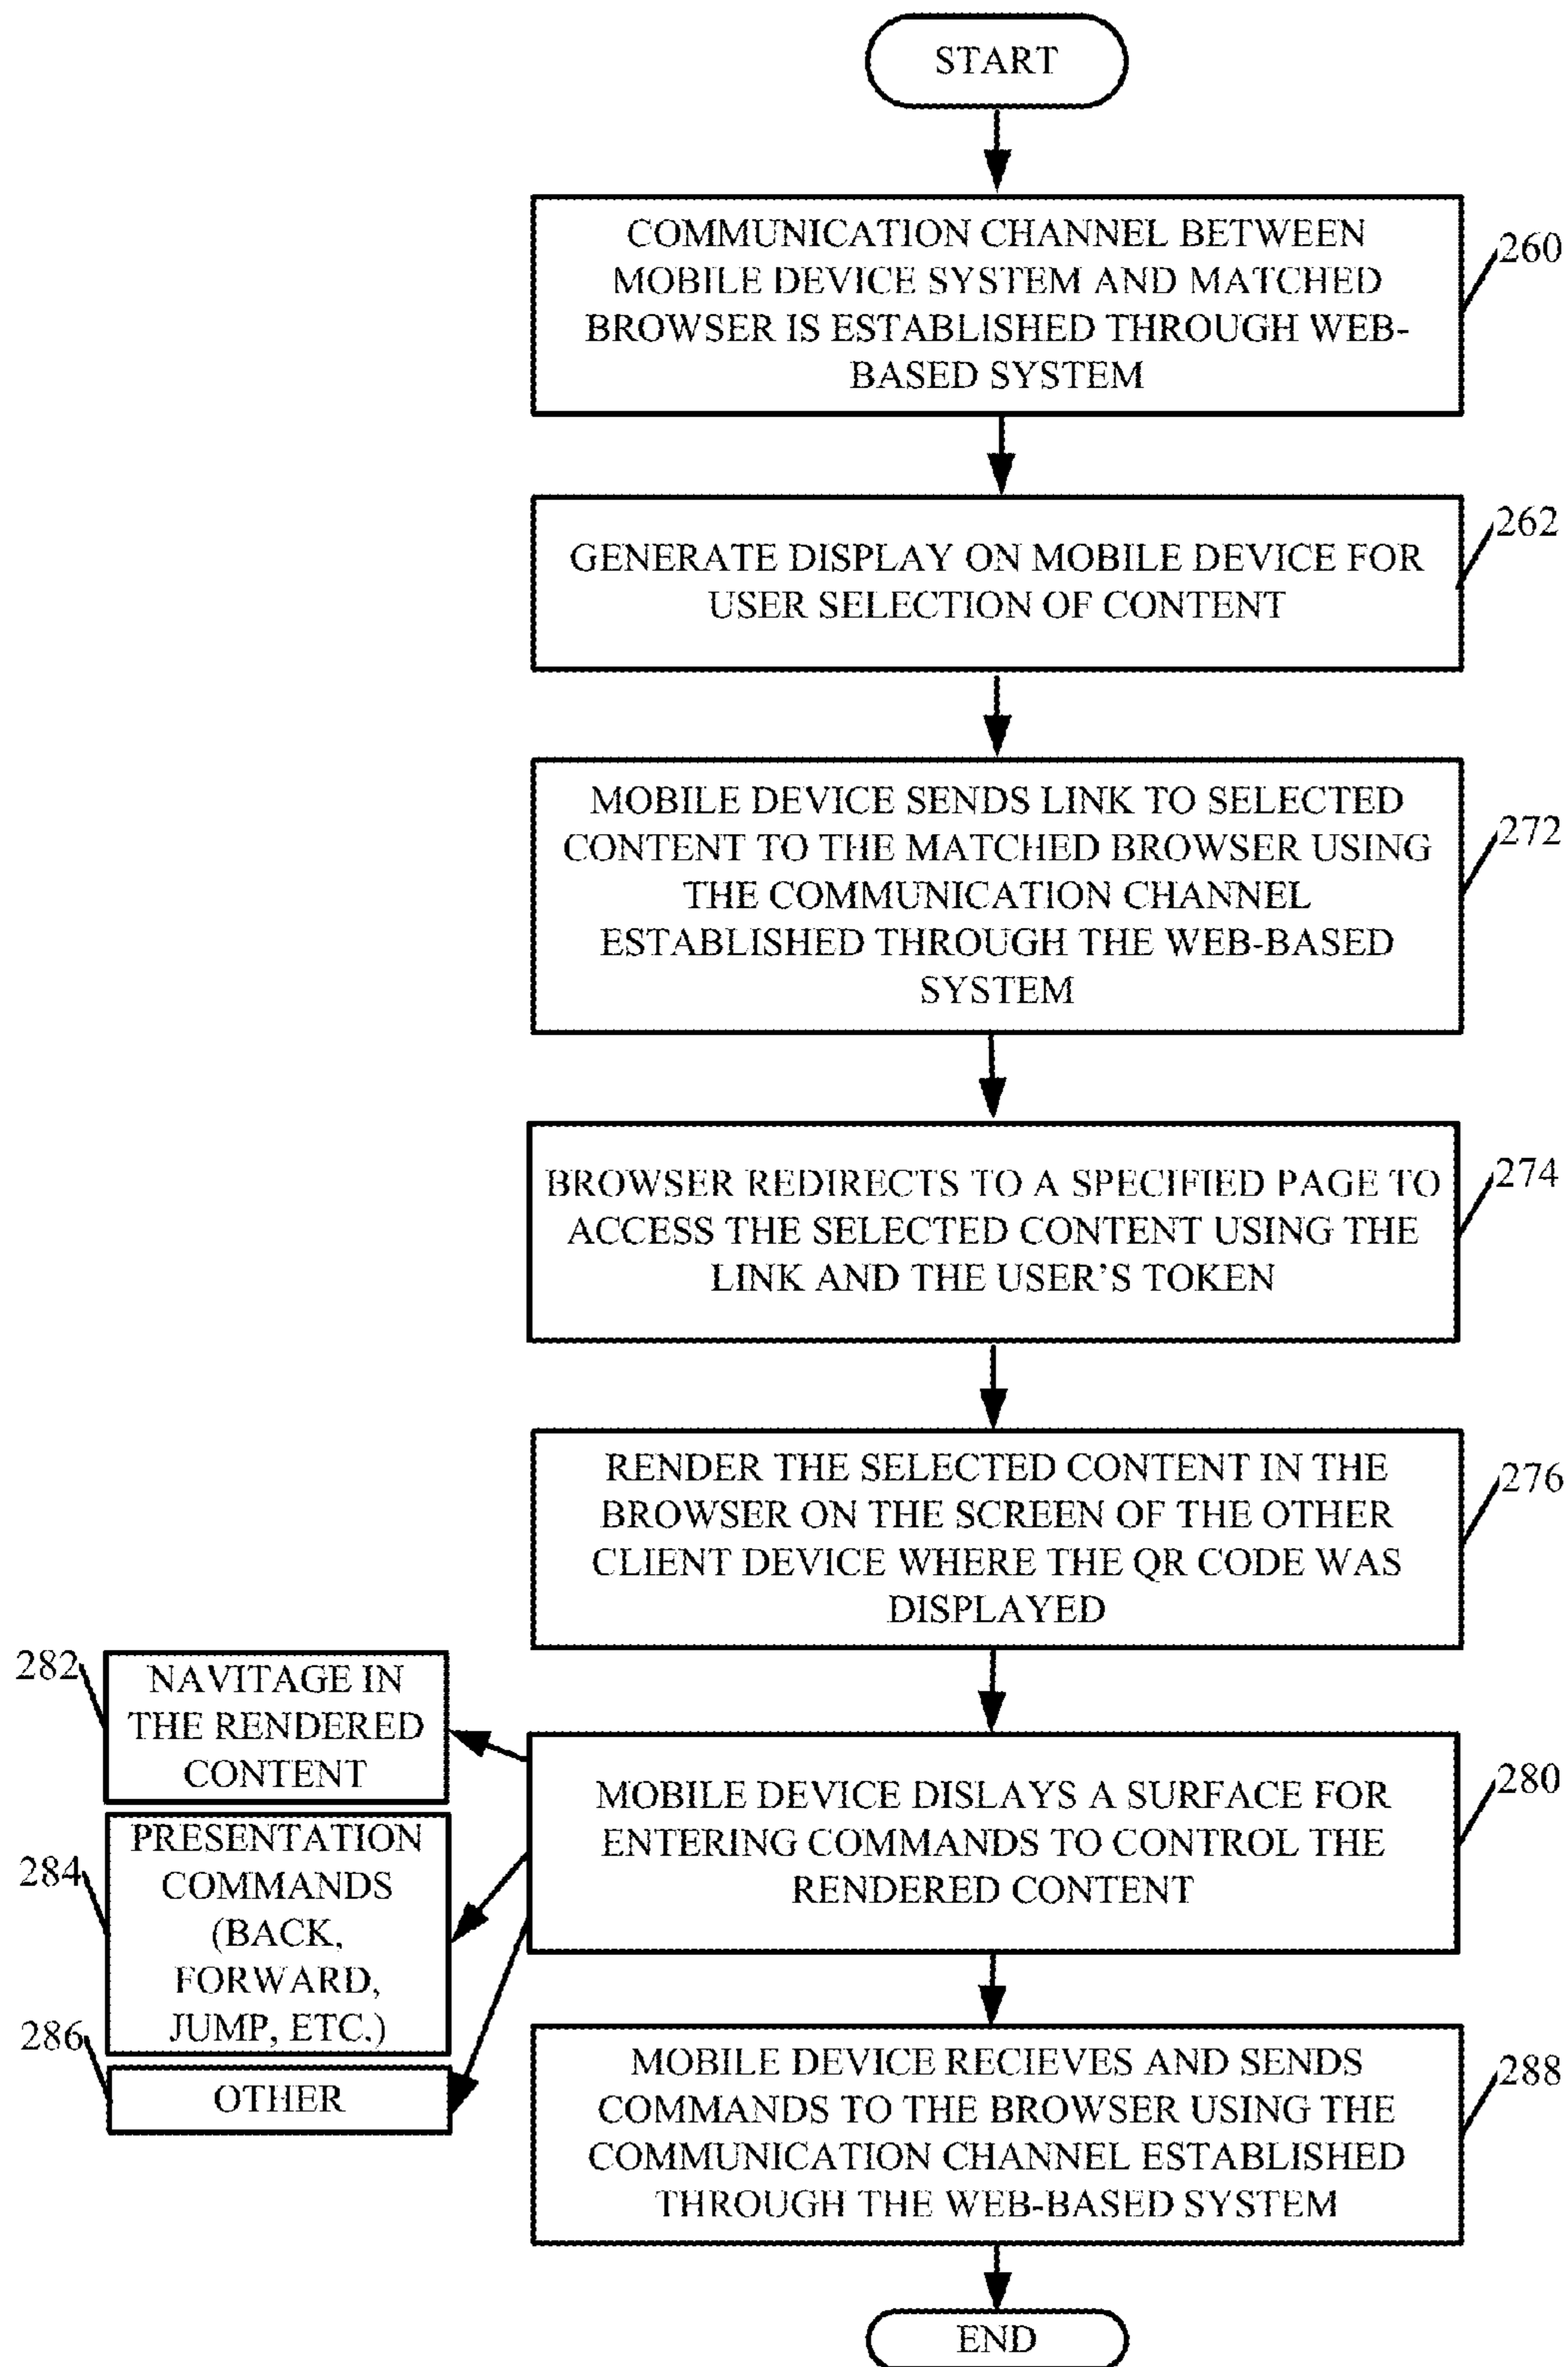 START
COMMUNICATION CHANNEL BETWEEN
MOBILE DEVICE SYSTEM AND MATCHED
BROWSER IS ESTABLISHED THROUGH WEB-
BASED SYSTEM
260
GENERATE DISPLAY ON MOBILE DEVICE FOR
USER SELECTION OF CONTENT
262
MOBILE DEVICE SENDS LINK TO SELECTED
CONTENT TO THE MATCHED BROWSER USING
THE COMMUNICATION CHANNEL
ESTABLISHED THROUGH THE WEB-BASED
SYSTEM
272
BROWSER REDIRECTS TO A SPECIFIED PAGE TO
ACCESS THE SELECTED CONTENT USING THE
LINK AND THE USER'S TOKEN
274
RENDER THE SELECTED CONTENT IN THE
BROWSER ON THE SCREEN OF THE OTHER
CLIENT DEVICE WHERE THE QR CODE WAS
DISPLAYED
276
MOBILE DEVICE DISLAYS A SURFACE FOR
ENTERING COMMANDS TO CONTROL THE
RENDERED CONTENT
280
282
NAVITAGE IN
THE RENDERED
CONTENT
284
PRESENTATION
COMMANDS
(BACK,
FORWARD,
JUMP, ETC.)
286
OTHER
MOBILE DEVICE RECIEVES AND SENDS
COMMANDS TO THE BROWSER USING THE
COMMUNICATION CHANNEL ESTABLISHED
THROUGH THE WEB-BASED SYSTEM
288
END